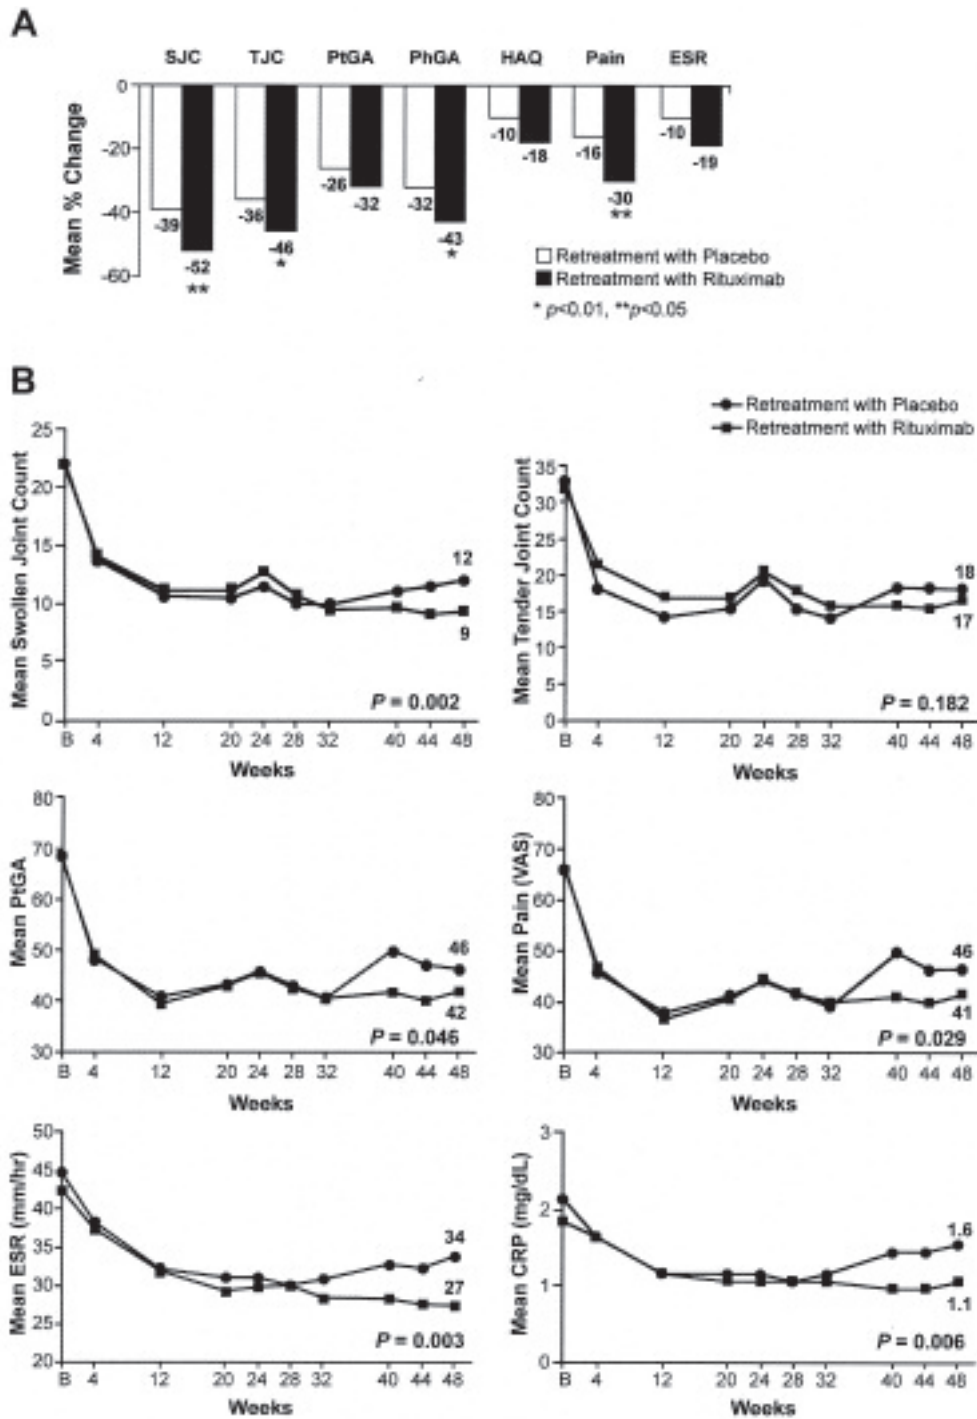 A
SJC TJC PtGA PhGA HAQ Pain ESR
Mean % Change
0
-20
-40
-60
-39 -52 -36 -46 -26 -32 -32 -43 -10 -18 -16 -30 -10 -19
** * * **
Retreatment with Placebo
Retreatment with Rituximab
* p<0.01, **p<0.05
B
Retreatment with Placebo
Retreatment with Rituximab
Mean Swollen Joint Count
25
20
15
10
5
0
12
9
P = 0.002
B 4 12 20 24 28 32 40 44 48
Weeks
Mean Tender Joint Count
35
30
25
20
15
10
5
0
18
17
P = 0.182
B 4 12 20 24 28 32 40 44 48
Weeks
Mean PtGA
80
70
60
50
40
30
46
42
P = 0.046
B 4 12 20 24 28 32 40 44 48
Weeks
Mean Pain (VAS)
80
70
60
50
40
30
46
41
P = 0.029
B 4 12 20 24 28 32 40 44 48
Weeks
Mean ESR (mm/hr)
50
45
40
35
30
25
20
34
27
P = 0.003
B 4 12 20 24 28 32 40 44 48
Weeks
Mean CRP (mg/dL)
3
2
1
0
1.6
1.1
P = 0.006
B 4 12 20 24 28 32 40 44 48
Weeks